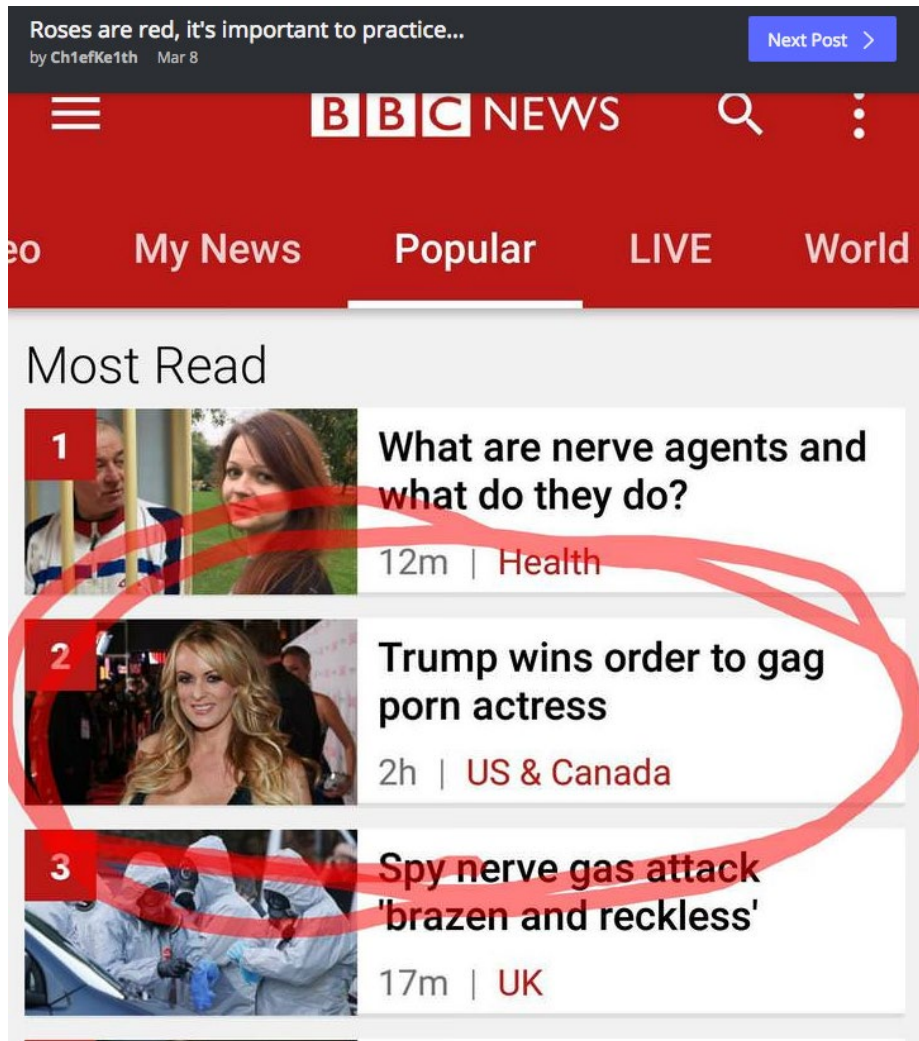 Roses are red, it's important to practice...
by Ch1efKe1th Mar 8
Next Post
BBC NEWS
eo My News Popular LIVE World
Most Read
1
What are nerve agents and
what do they do?
12m | Health
2
Trump wins order to gag
porn actress
2h | US & Canada
3
Spy nerve gas attack
'brazen and reckless'
17m | UK